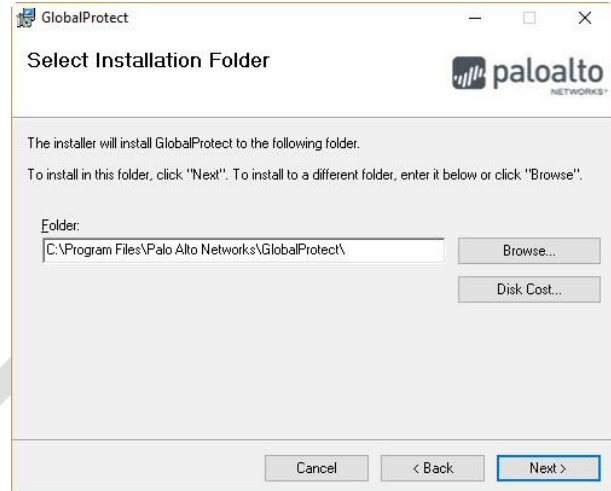 GlobalProtect
Select Installation Folder
paloalto
NETWORKS
The installer will install GlobalProtect to the following folder.
To install in this folder, click "Next". To install to a different folder, enter it below or click "Browse".
Folder:
C:\Program Files\Palo Alto Networks\GlobalProtect\
Browse...
Disk Cost...
Cancel
< Back
Next >